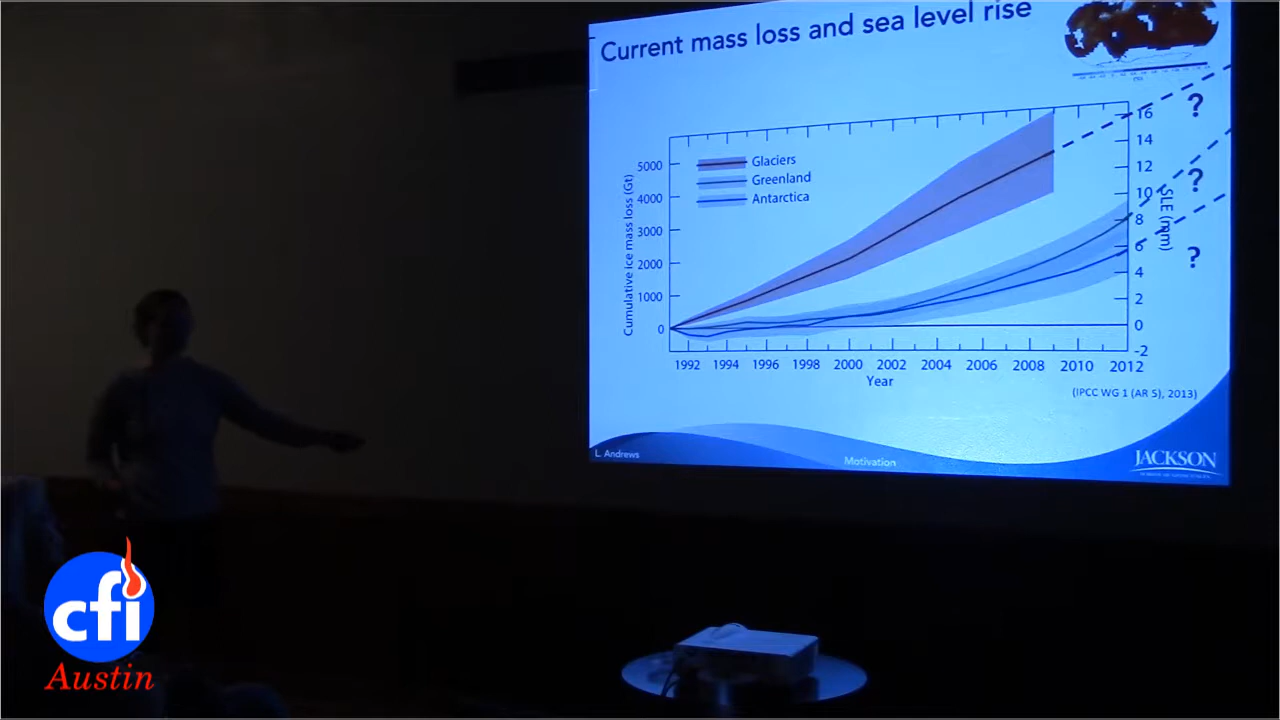 Current mass loss and sea level rise
?
?
?
Glaciers
Greenland
Antarctica
Cumulative ice mass loss (Gt)
5000
4000
3000
2000
1000
0
16
14
12
10
8
6
4
2
0
-2
SLE (mm)
1992 1994 1996 1998 2000 2002 2004 2006 2008 2010 2012
Year
(IPCC WG 1 (AR 5), 2013)
L. Andrews
Motivation
JACKSON
cfi
Austin